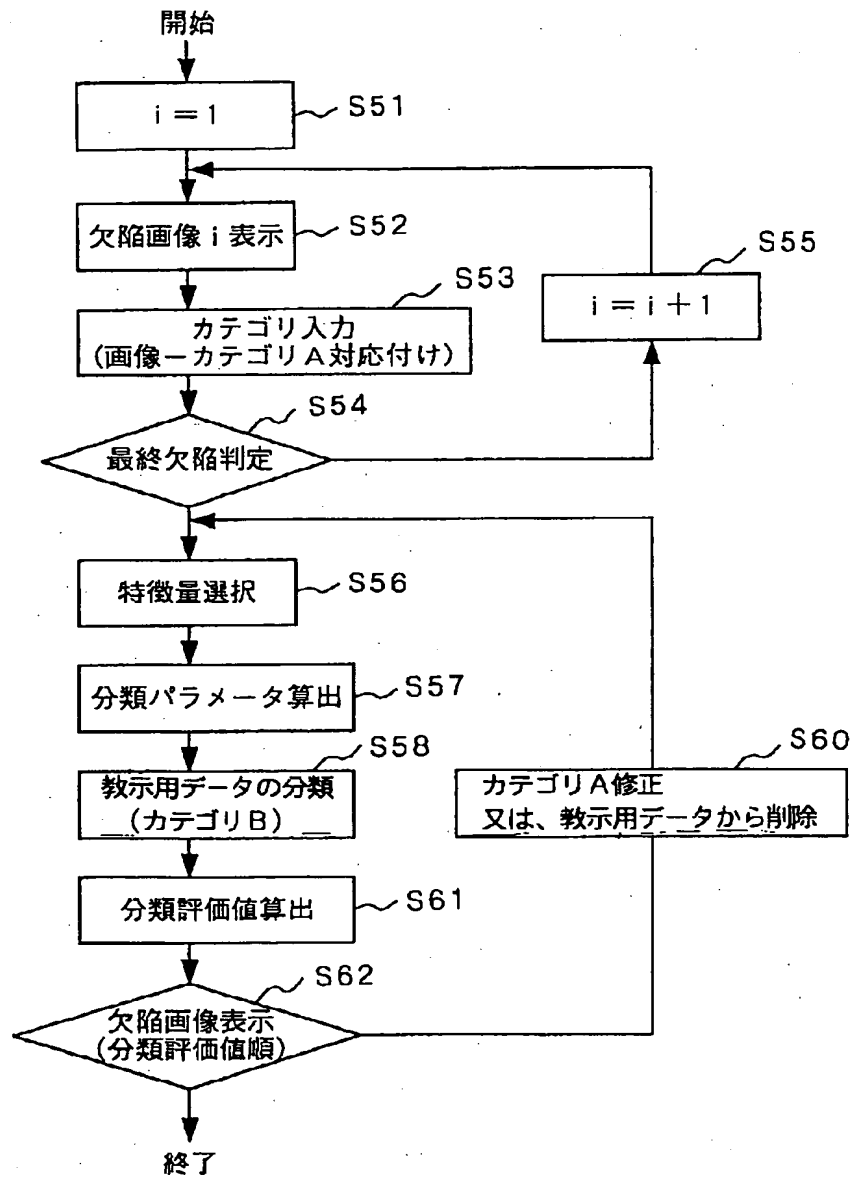 開始
i=1
S51
欠陥画像i表示
S52
S55
i=i+1
S53
カテゴリ入力
(画像-カテゴリA対応付け)
S54
最終欠陥判定
特徴量選択
S56
分類パラメータ算出
S57
S58
教示用データの分類
(カテゴリB)
S60
カテゴリA修正
又は、教示用データから削除
分類評価値算出
S61
S62
欠陥画像表示
(分類評価値順)
終了